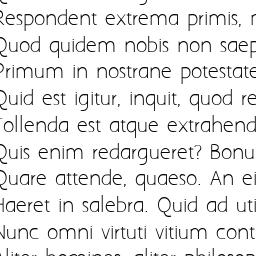 Respondent extrema primis,
Quod quidem nobis non saep
Primum in nostrane potestate
Quid est igitur, inquit, quod re
Tollenda est atque extrahend
Quis enim redargueret? Bonu
Quare attende, quaeso. An ei
Haeret in salebra. Quid ad uti
Nunc omni virtuti vitium cont